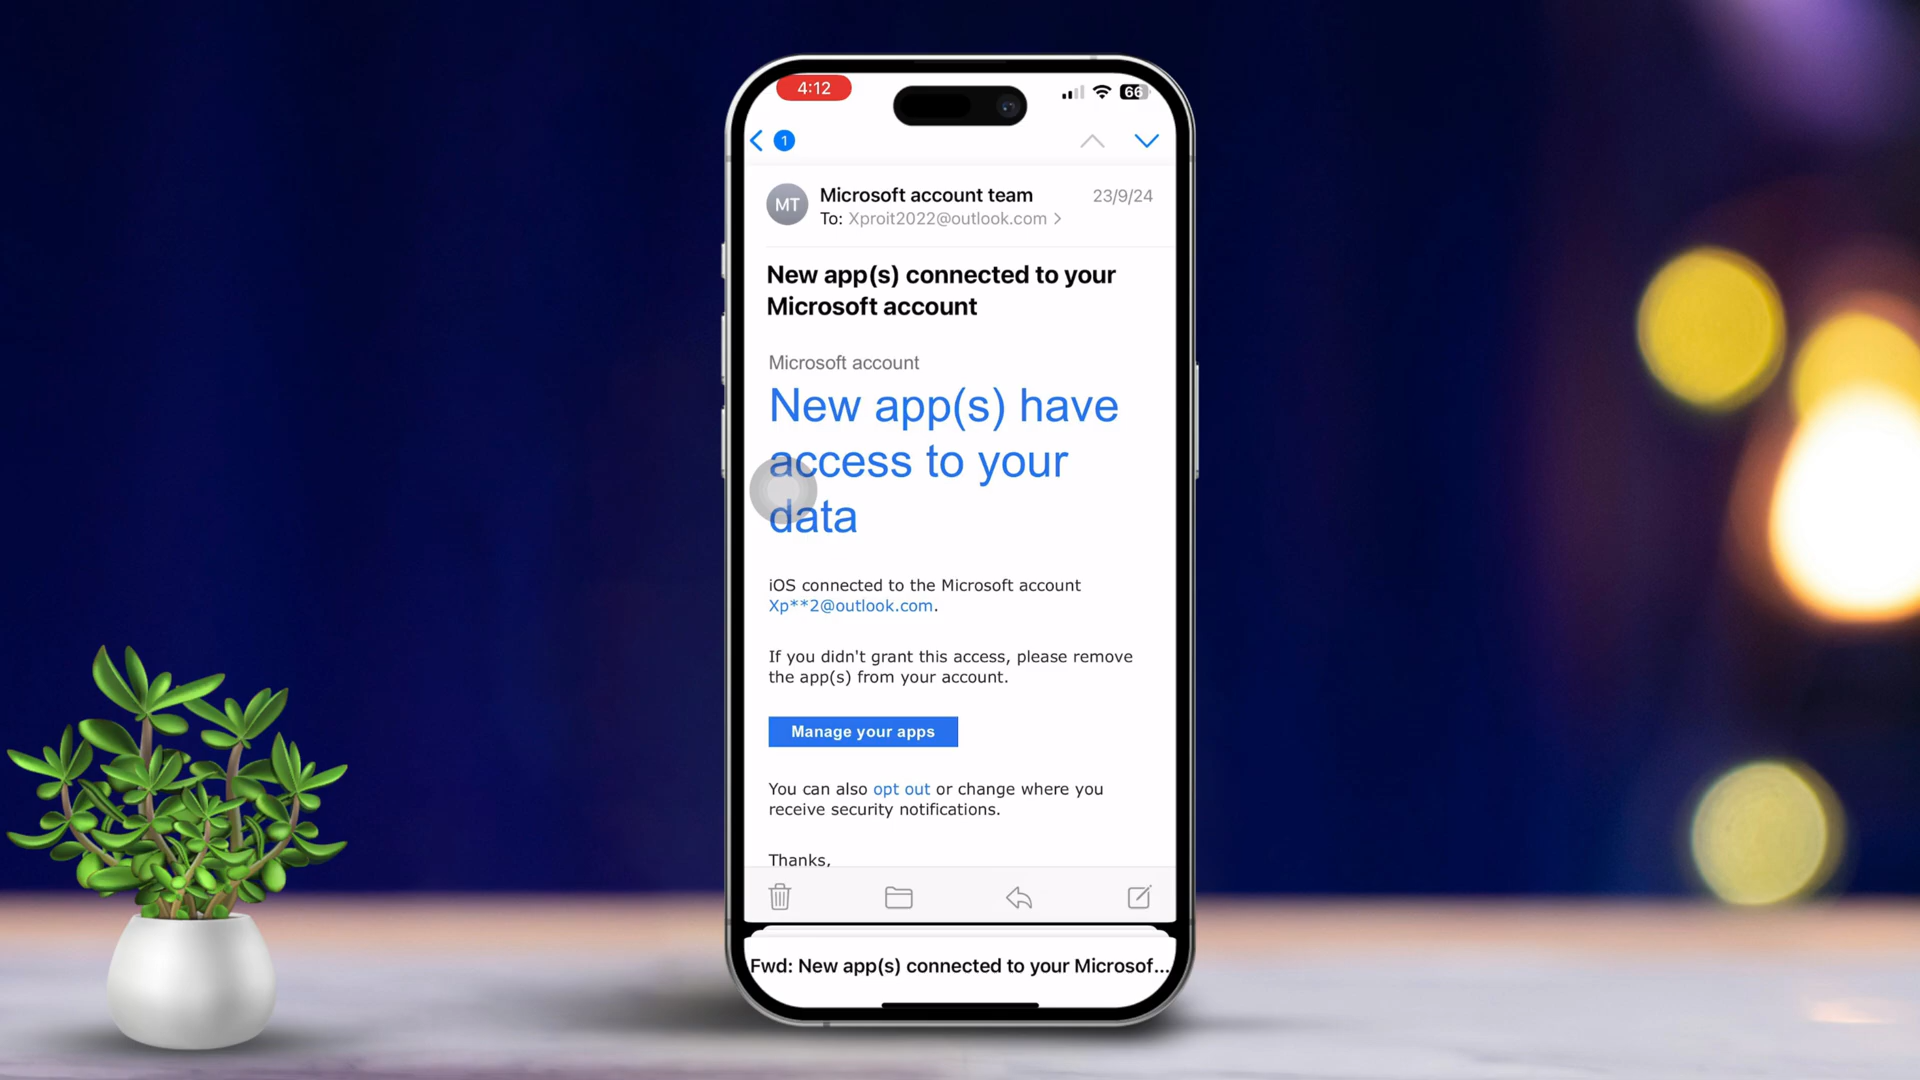 4:12
66
1
MT
Microsoft account team
23/9/24
To: Xproit2022@outlook.com
New app(s) connected to your
Microsoft account
Microsoft account
New app(s) have
access to your
data
iOS connected to the Microsoft account
Xp**2@outlook.com.
If you didn't grant this access, please remove
the app(s) from your account.
Manage your apps
You can also opt out or change where you
receive security notifications.
Thanks,
Fwd: New app(s) connected to your Microsof...